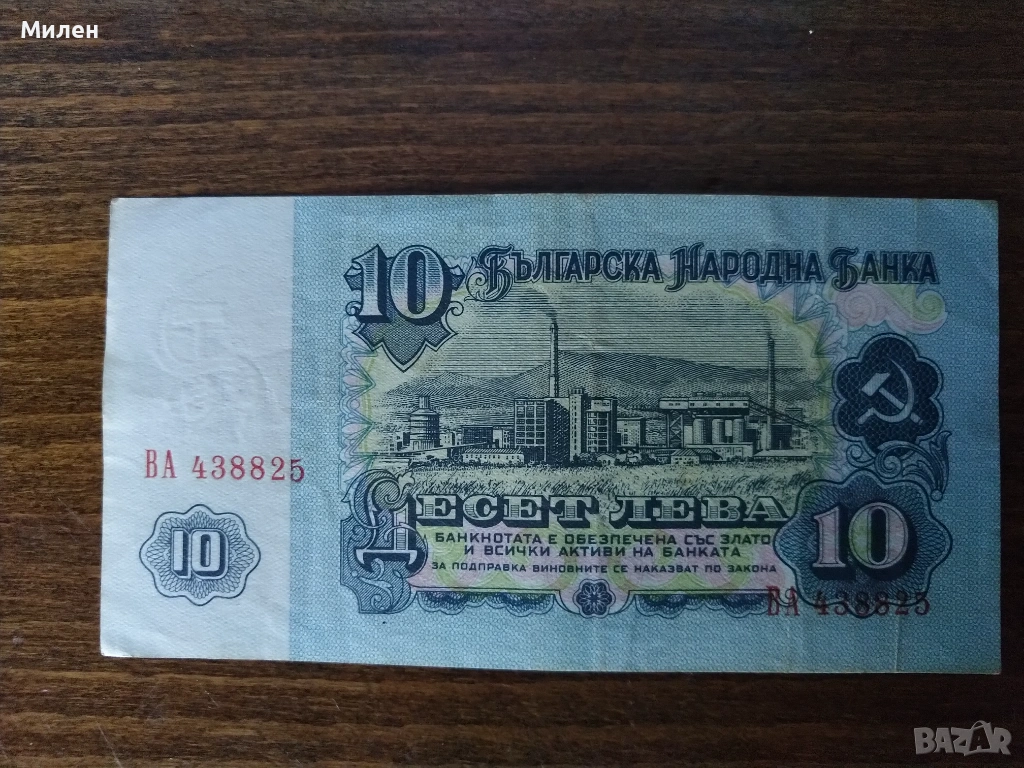 Милен
10 Българска Народна Банка
ВА 438825
Десет лева
10
10
БАНКНОТАТА Е ОБЕЗПЕЧЕНА СЪС ЗЛАТО
И ВСИЧКИ АКТИВИ НА БАНКАТА
ЗА ПОДПРАВКА ВИНОВНИТЕ СЕ НАКАЗВАТ ПО ЗАКОНА
ВА 438825
BAZAR